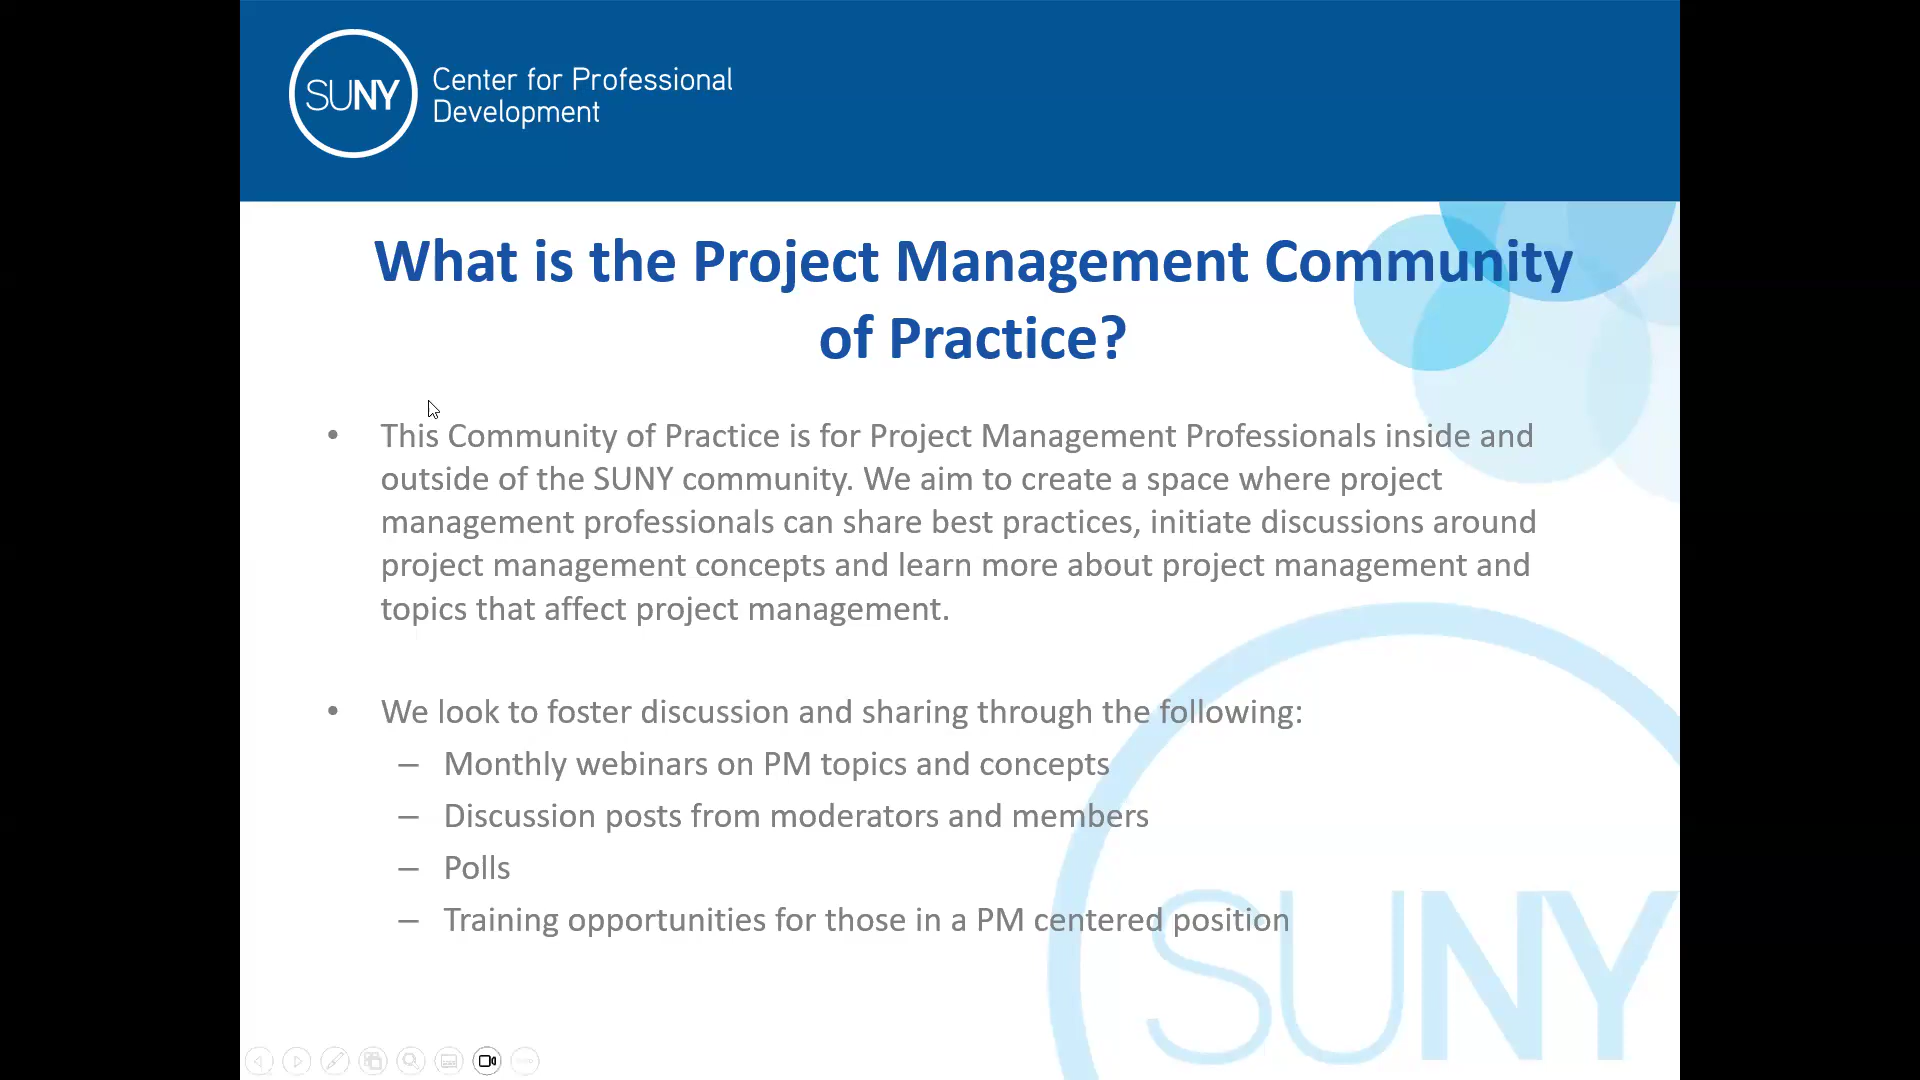 SUNY
Center for Professional
Development
What is the Project Management Community
of Practice?
• This Community of Practice is for Project Management Professionals inside and
outside of the SUNY community. We aim to create a space where project
management professionals can share best practices, initiate discussions around
project management concepts and learn more about project management and
topics that affect project management.
• We look to foster discussion and sharing through the following:
– Monthly webinars on PM topics and concepts
– Discussion posts from moderators and members
– Polls
– Training opportunities for those in a PM centered position
SUNY